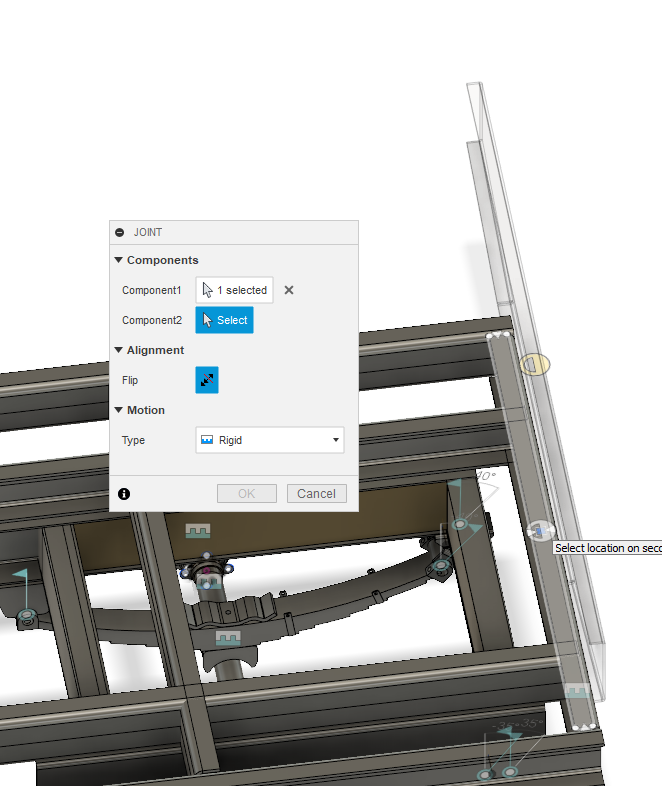 JOINT
Components
Component1
1 selected
Component2
Select
Alignment
Flip
Motion
Type
Rigid
OK
Cancel
Select location on seco